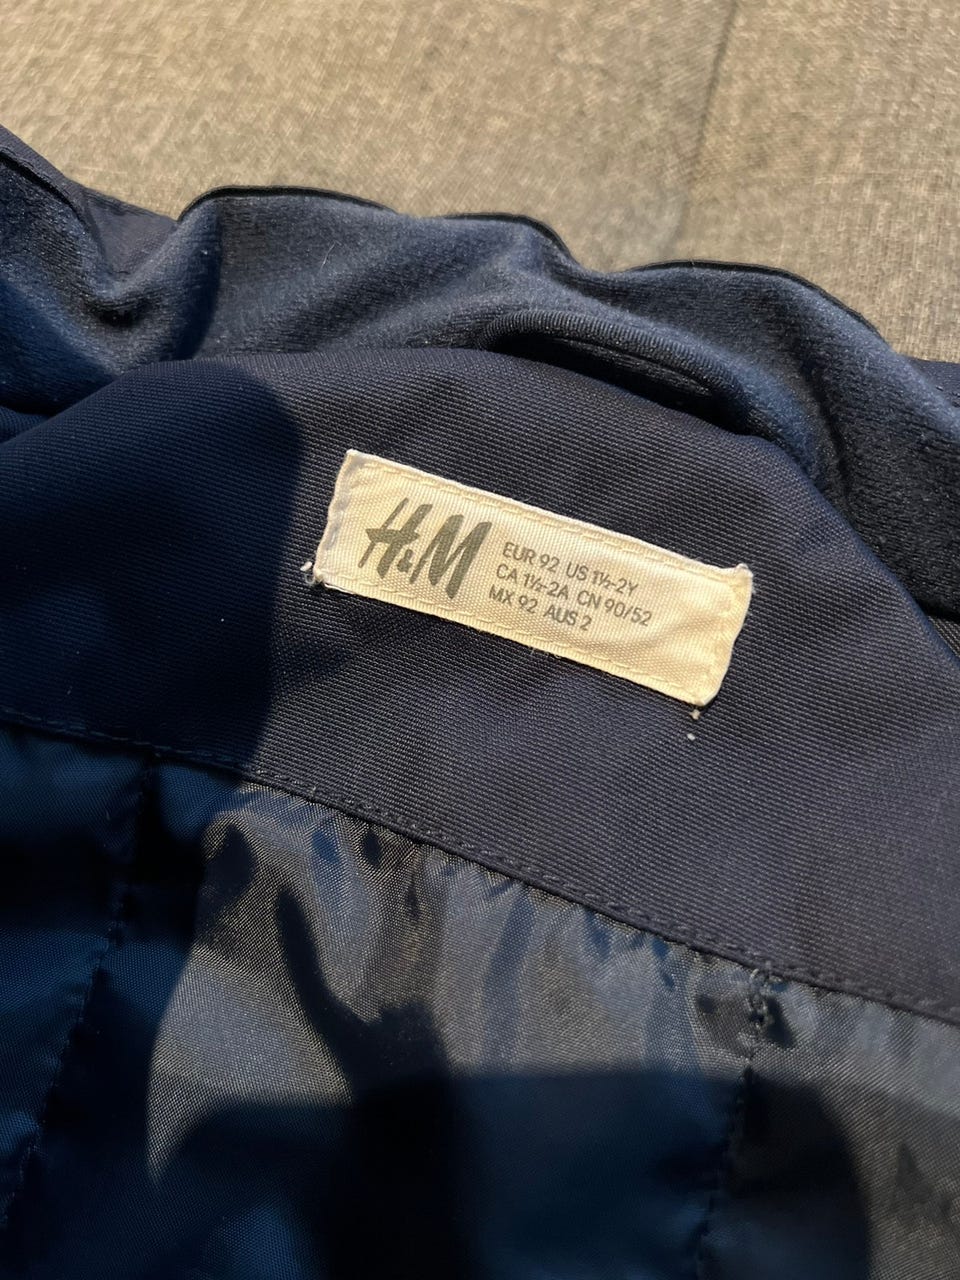 H&M
EUR 92 US 1½-2Y
CA 1½-2A CN 90/52
MX 92 AUS 2